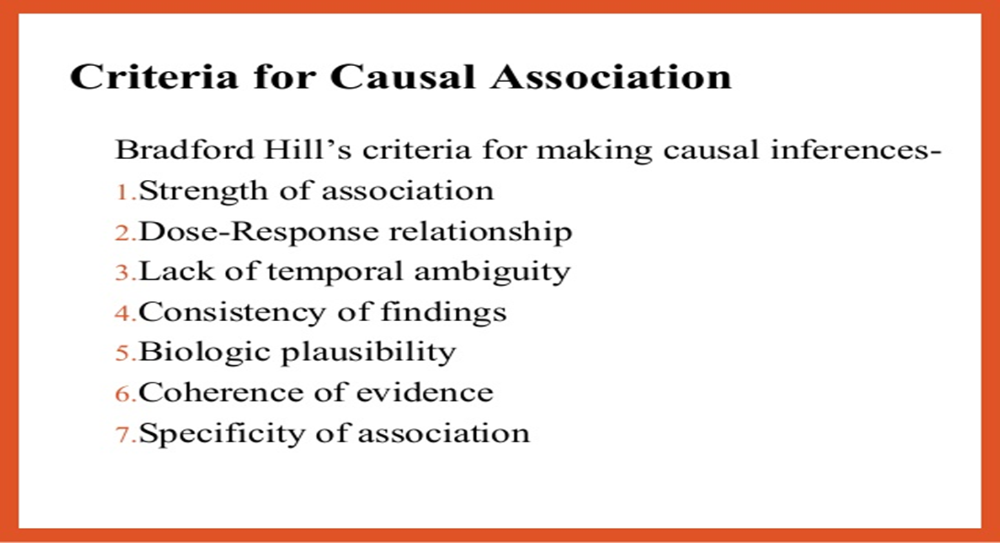 Criteria for Causal Association
Bradford Hill’s criteria for making causal inferences-
1.Strength of association
2.Dose-Response relationship
3.Lack of temporal ambiguity
4.Consistency of findings
5.Biologic plausibility
6.Coherence of evidence
7.Specificity of association